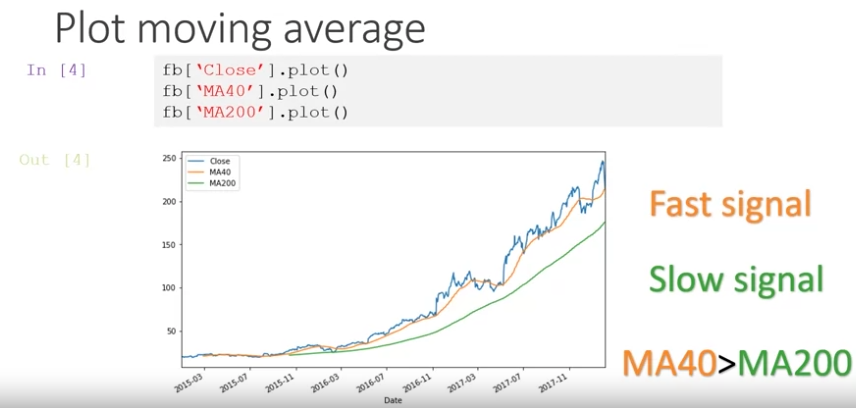 Plot moving average
In [4]
fb[‘Close’].plot()
fb[‘MA40’].plot()
fb[‘MA200’].plot()
Out [4]
250
200
150
100
50
Close
MA40
MA200
2015-03
2015-07
2015-11
2016-03
2016-07
2016-11
2017-03
2017-07
2017-11
Date
Fast signal
Slow signal
MA40>MA200